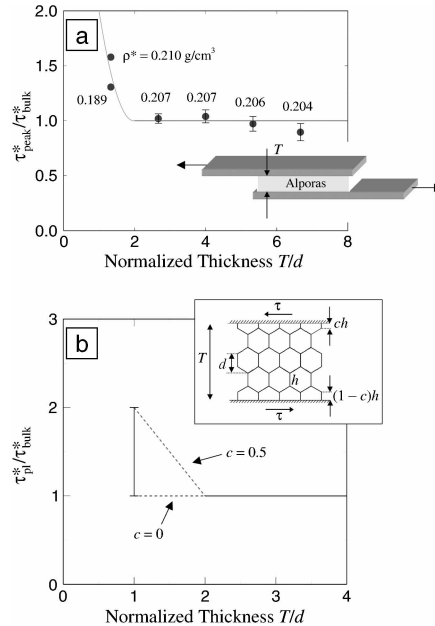 a
τ*peak/τ*bulk
2.0
1.5
1.0
0.5
0.0
ρ* = 0.210 g/cm³
0.189
0.207
0.207
0.206
0.204
T
Alporas
0 2 4 6 8
Normalized Thickness T/d
b
τ*pl/τ*bulk
3
2
1
0
τ
ch
T
d
h
(1−c)h
τ
c = 0.5
c = 0
0 1 2 3 4
Normalized Thickness T/d